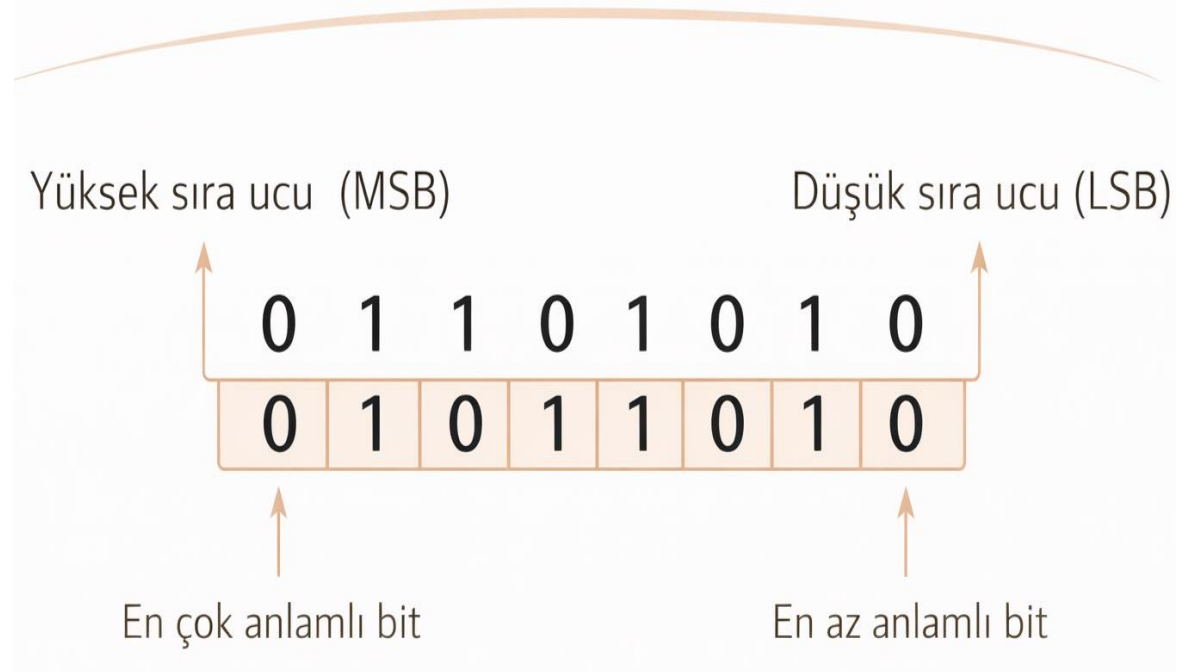 Yüksek sıra ucu (MSB) Düşük sıra ucu (LSB)
0 1 1 0 1 0 1 0
0 1 0 1 1 0 1 0
En çok anlamlı bit En az anlamlı bit